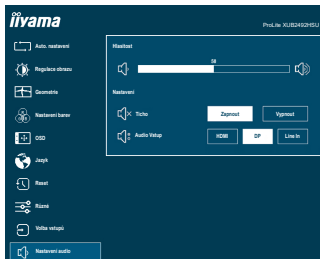 iiyama
ProLite XUB2492HSU
Auto. nastavení
Regulace obrazu
Geometrie
Nastavení barev
OSD
Jazyk
Reset
Různé
Volba vstupů
Nastavení audio
Hlasitost
50
Nastavení
Ticho
Zapnout
Vypnout
Audio Vstup
HDMI
DP
Line In